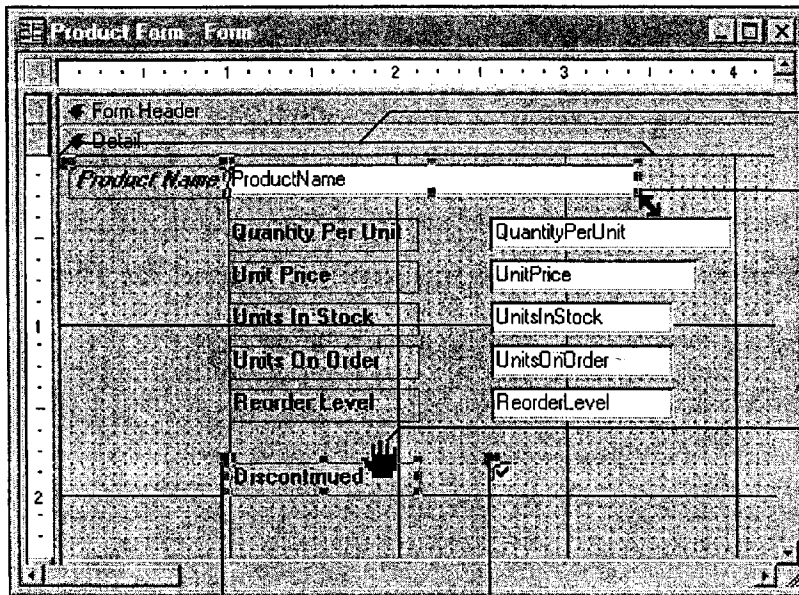 Product Form : Form
1 2 3 4
Form Header
Detail
Product Name ProductName
Quantity Per Unit QuantityPerUnit
Unit Price UnitPrice
1
Units In Stock UnitsInStock
Units On Order UnitsOnOrder
Reorder Level ReorderLevel
Discontinued
2